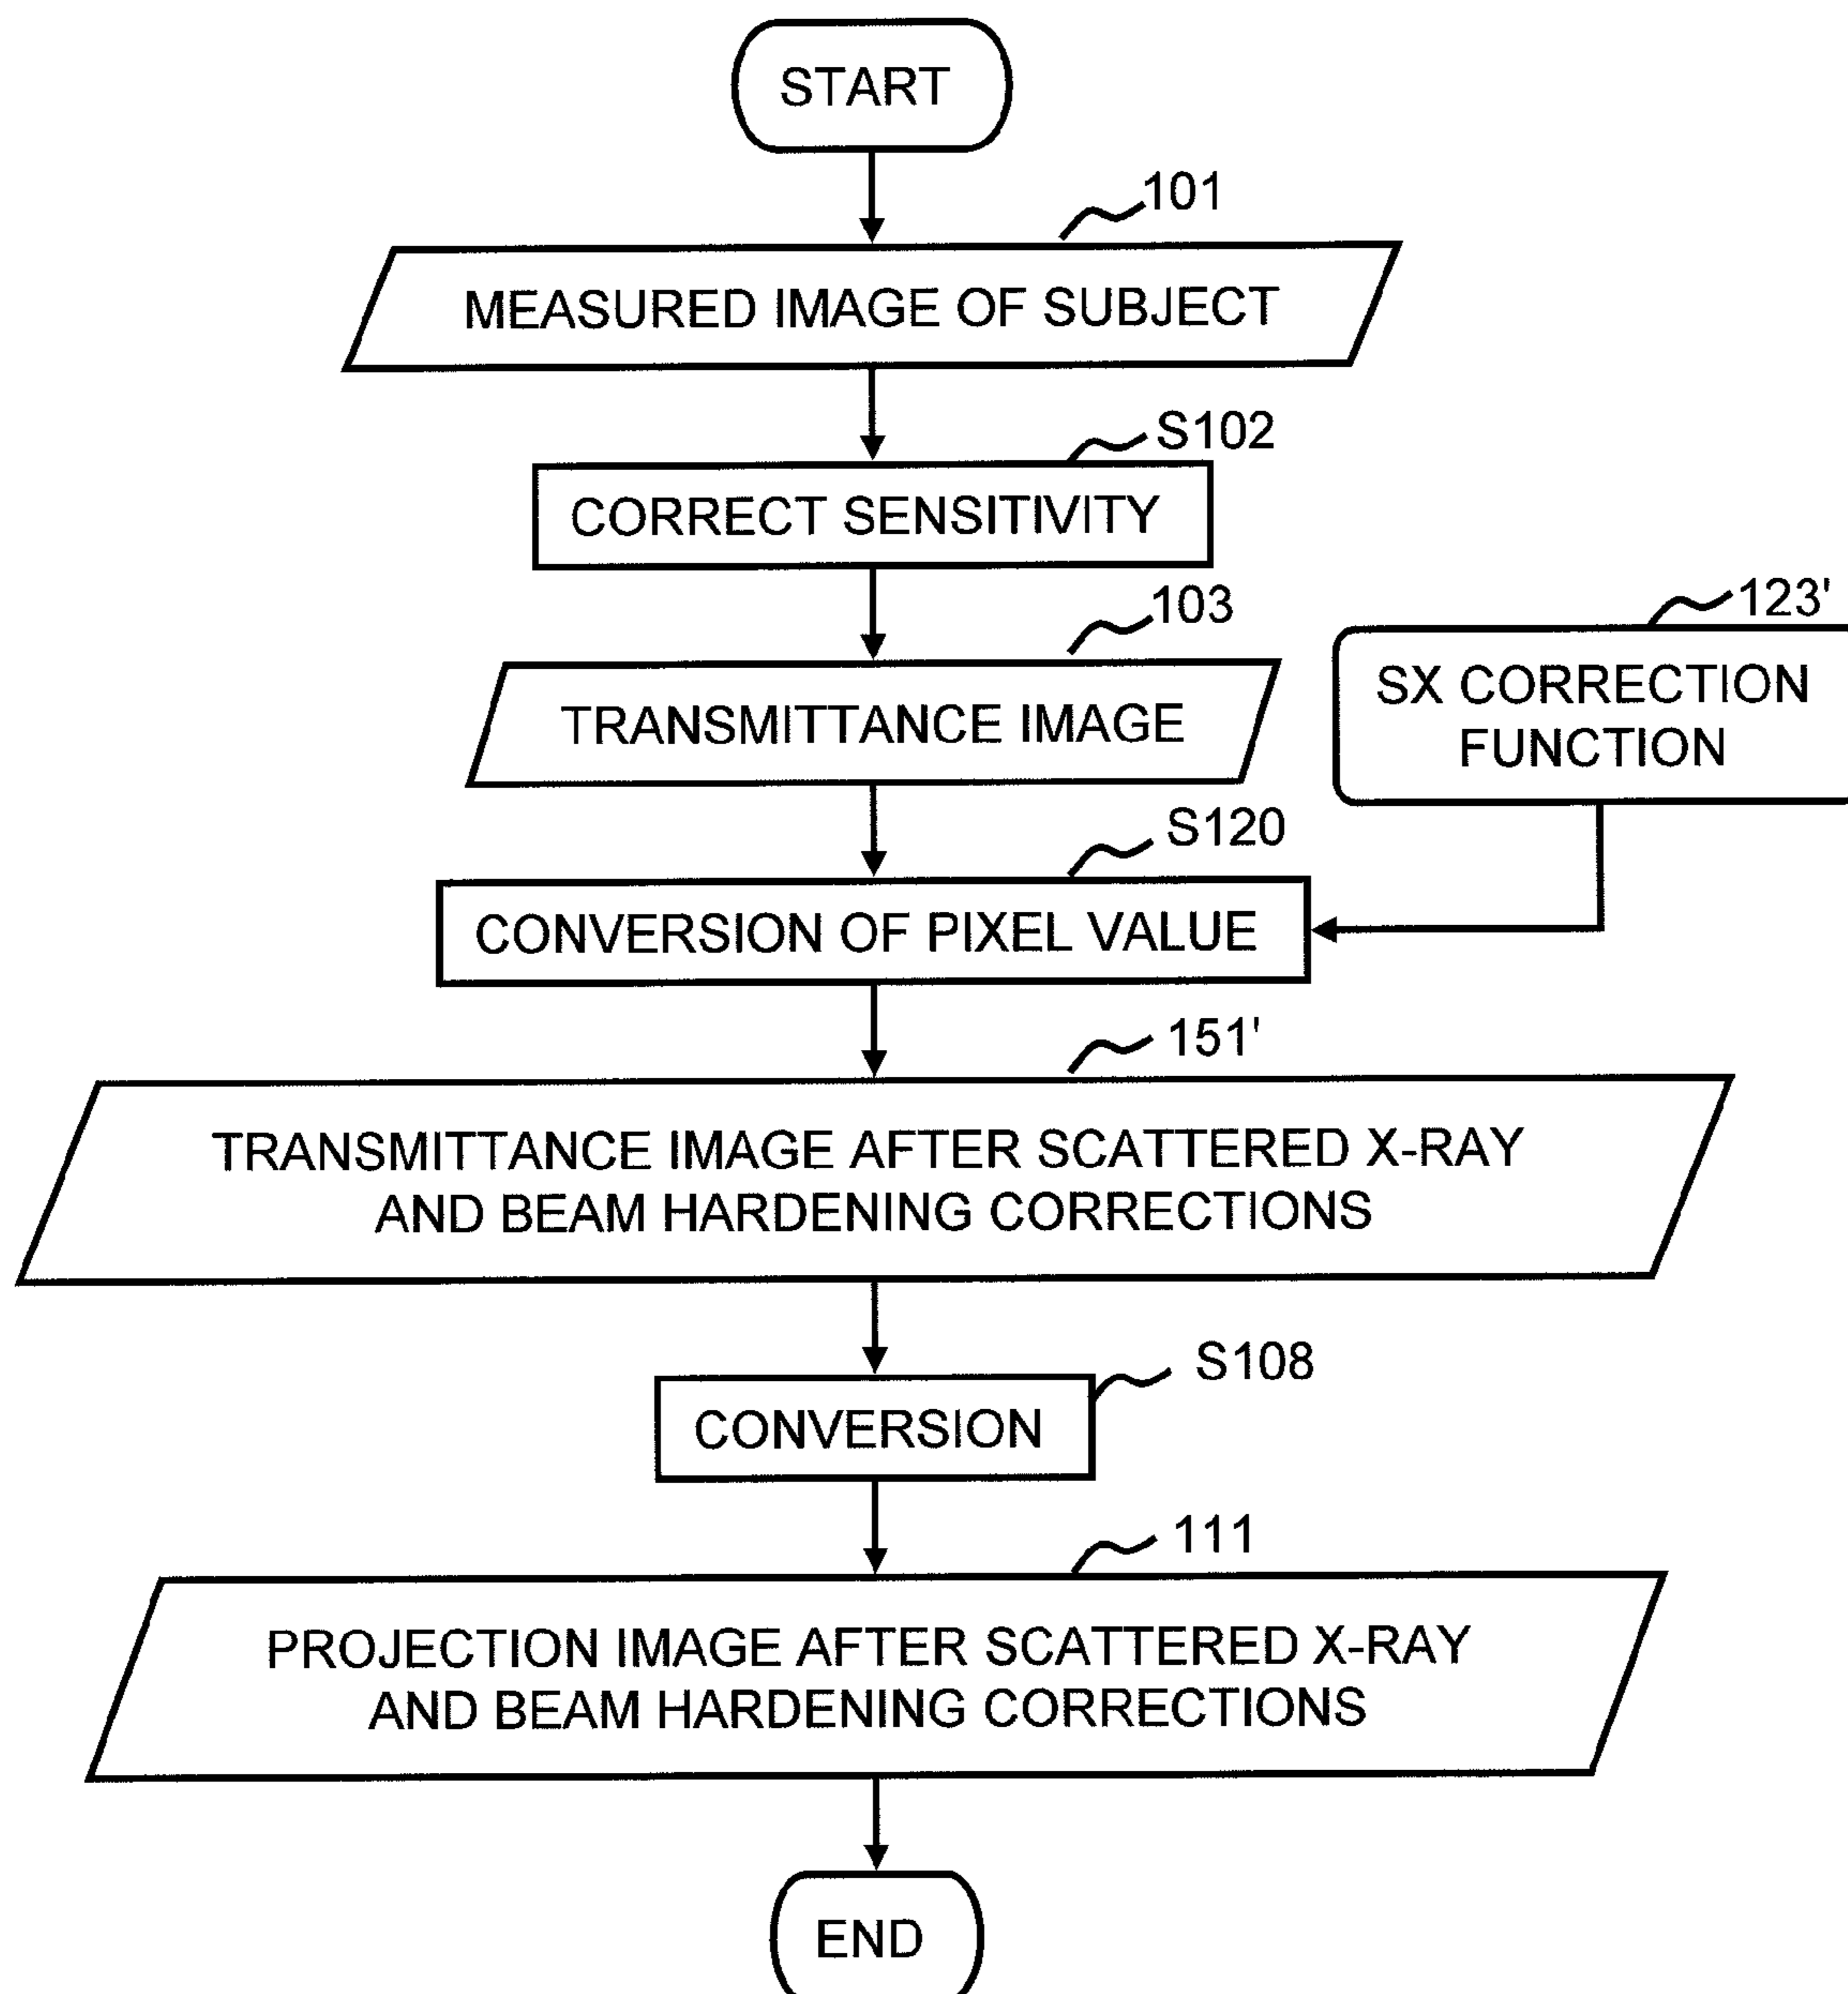 START
101
MEASURED IMAGE OF SUBJECT
S102
CORRECT SENSITIVITY
103
TRANSMITTANCE IMAGE
123'
SX CORRECTION
FUNCTION
S120
CONVERSION OF PIXEL VALUE
151'
TRANSMITTANCE IMAGE AFTER SCATTERED X-RAY
AND BEAM HARDENING CORRECTIONS
S108
CONVERSION
111
PROJECTION IMAGE AFTER SCATTERED X-RAY
AND BEAM HARDENING CORRECTIONS
END